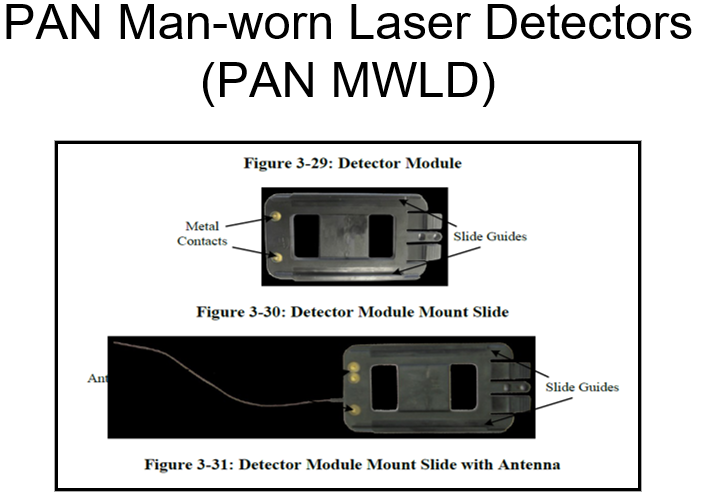 PAN Man-worn Laser Detectors
(PAN MWLD)
Figure 3-29: Detector Module
Metal
Contacts
Slide Guides
Figure 3-30: Detector Module Mount Slide
Ant
Slide Guides
Figure 3-31: Detector Module Mount Slide with Antenna